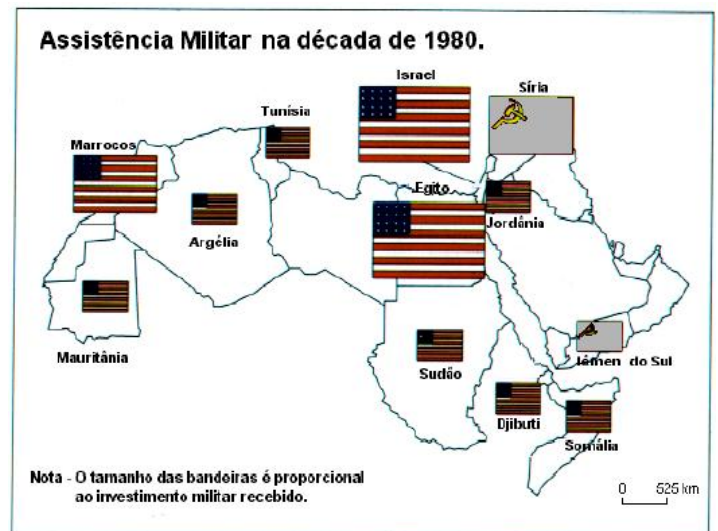 Assistência Militar na década de 1980.
Israel
Síria
Tunísia
Marrocos
Egito
Jordânia
Argélia
Mauritânia
Iémen do Sul
Sudão
Djibuti
Somália
Nota - O tamanho das bandeiras é proporcional
ao investimento militar recebido.
0 525 km